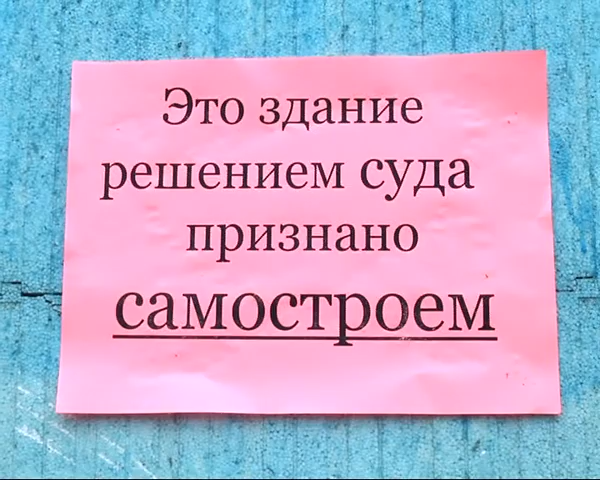 Это здание
решением суда
признано
самостроем